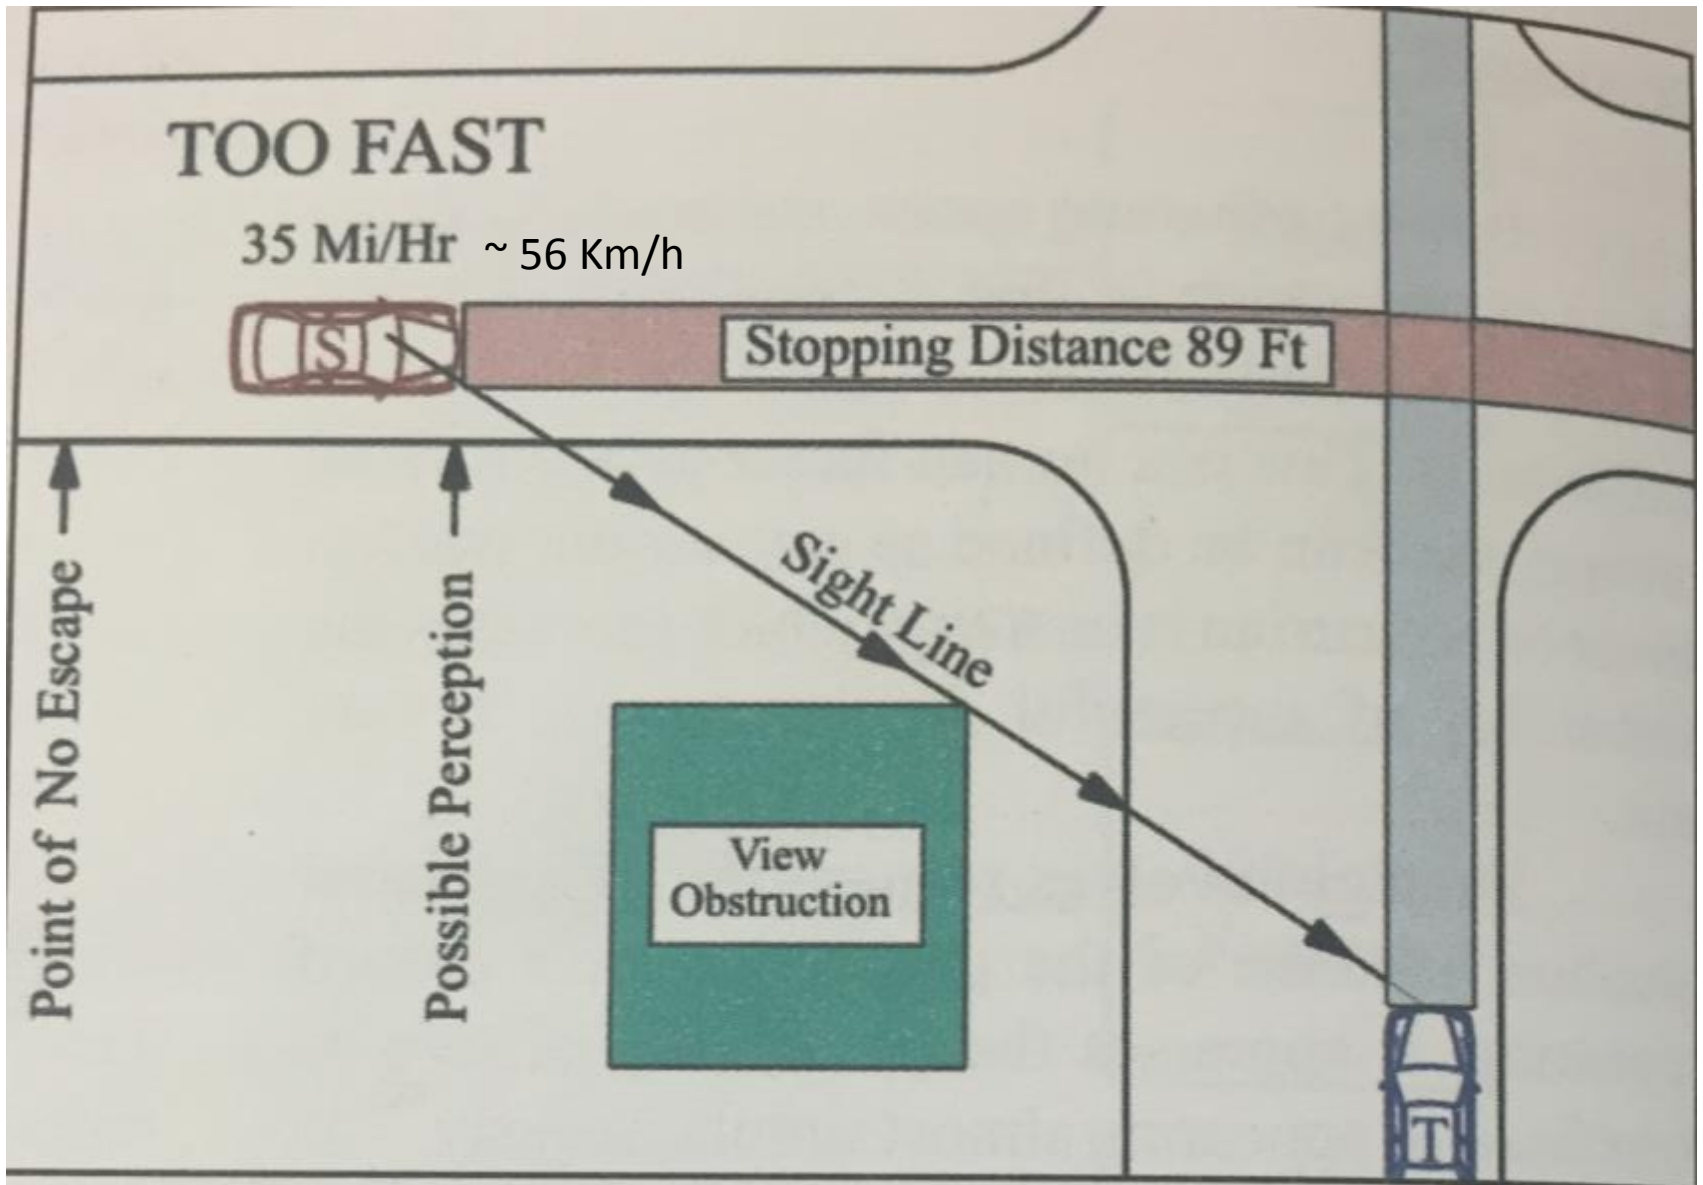 TOO FAST
35 Mi/Hr ~ 56 Km/h
S
Stopping Distance 89 Ft
Point of No Escape
Possible Perception
Sight Line
View
Obstruction
T